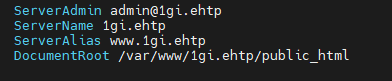 ServerAdmin admin@1gi.ehtp
ServerName 1gi.ehtp
ServerAlias www.1gi.ehtp
DocumentRoot /var/www/1gi.ehtp/public_html